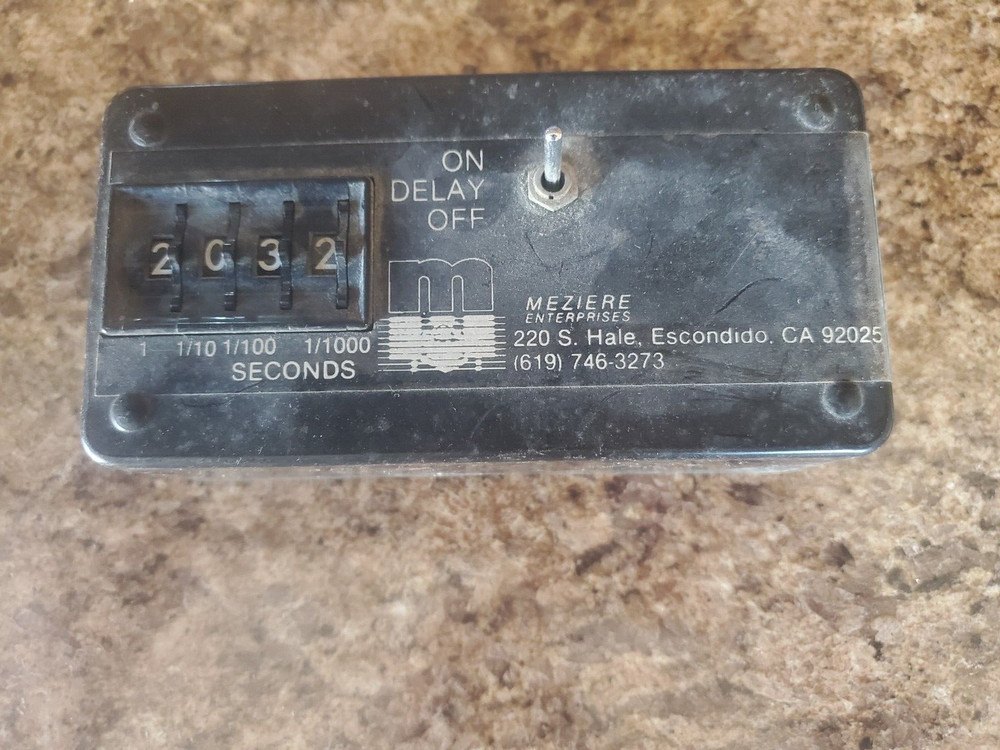 ON
DELAY
OFF
2 0 3 2
1 1/10 1/100 1/1000
SECONDS
m
MEZIERE
ENTERPRISES
220 S. Hale, Escondido, CA 92025
(619) 746-3273